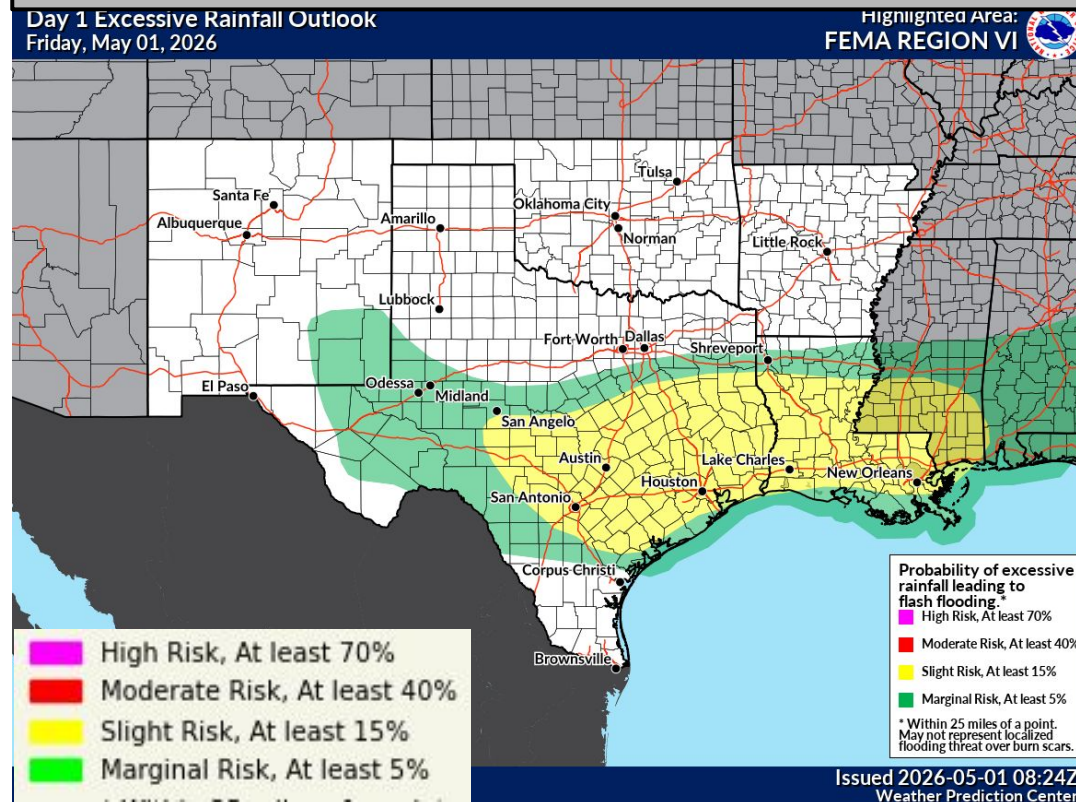 Day 1 Excessive Rainfall Outlook
Friday, May 01, 2026
Highlighted Area:
FEMA REGION VI
Santa Fe
Albuquerque
Amarillo
Tulsa
Oklahoma City
Norman
Little Rock
Lubbock
Fort Worth
Dallas
Shreveport
El Paso
Odessa
Midland
San Angelo
Austin
Lake Charles
New Orleans
San Antonio
Houston
Corpus Christi
Brownsville
Probability of excessive
rainfall leading to
flash flooding.*
High Risk, At least 70%
Moderate Risk, At least 40%
Slight Risk, At least 15%
Marginal Risk, At least 5%
* Within 25 miles of a point.
May not represent localized
flooding threat over burn scars.
High Risk, At least 70%
Moderate Risk, At least 40%
Slight Risk, At least 15%
Marginal Risk, At least 5%
Issued 2026-05-01 08:24Z
Weather Prediction Center